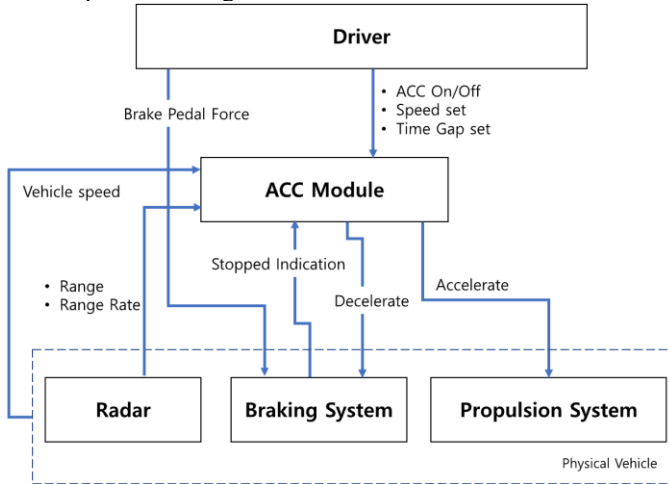 Driver
Brake Pedal Force
• ACC On/Off
• Speed set
• Time Gap set
ACC Module
Vehicle speed
Stopped Indication
• Range
• Range Rate
Decelerate
Accelerate
Radar
Braking System
Propulsion System
Physical Vehicle